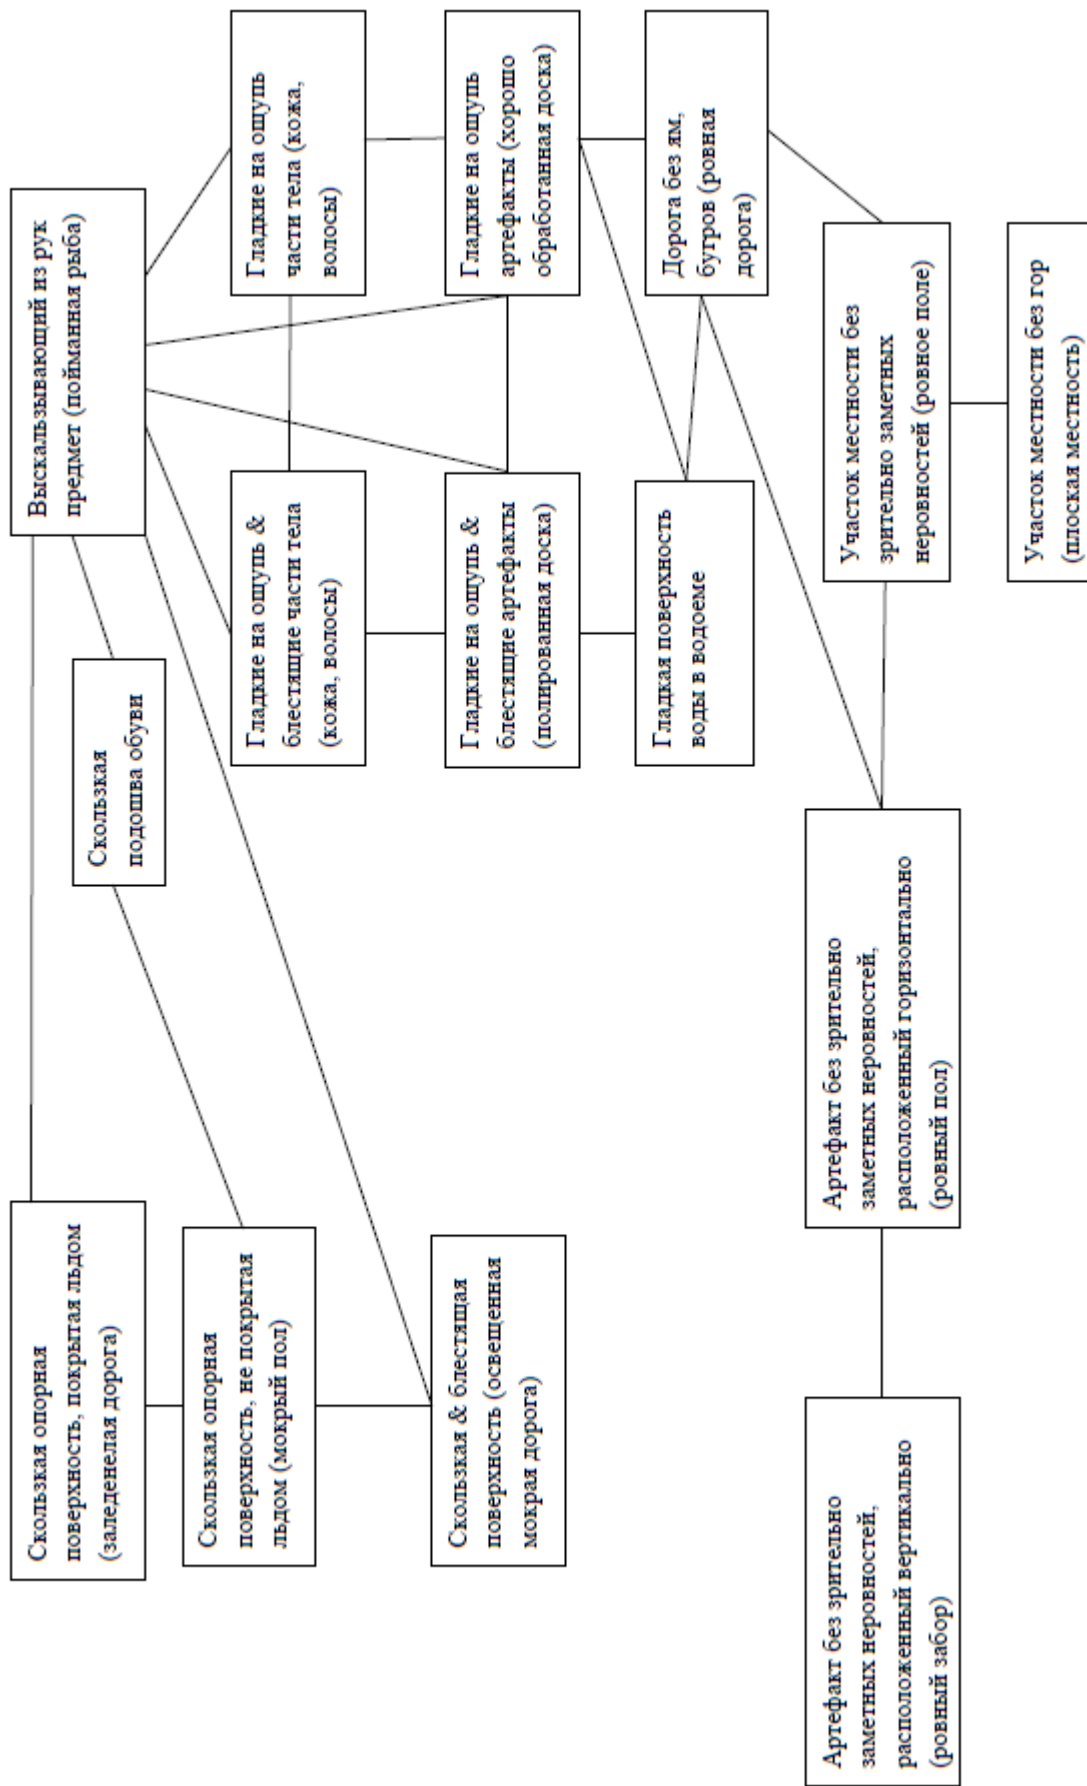 Скользкая опорная
поверхность, покрытая льдом
(заледенелая дорога)
Скользкая
подошва обуви
Выскальзывающий из рук
предмет (пойманная рыба)
Скользкая опорная
поверхность, не покрытая
льдом (мокрый пол)
Гладкие на ощупь &
блестящие части тела
(кожа, волосы)
Гладкие на ощупь
части тела (кожа,
волосы)
Скользкая & блестящая
поверхность (освещенная
мокрая дорога)
Гладкие на ощупь &
блестящие артефакты
(полированная доска)
Гладкие на ощупь
артефакты (хорошо
обработанная доска)
Гладкая поверхность
воды в водоеме
Дорога без ям,
бугров (ровная
дорога)
Артефакт без зрительно
заметных неровностей,
расположенный вертикально
(ровный забор)
Артефакт без зрительно
заметных неровностей,
расположенный горизонтально
(ровный пол)
Участок местности без
зрительно заметных
неровностей (ровное поле)
Участок местности без гор
(плоская местность)